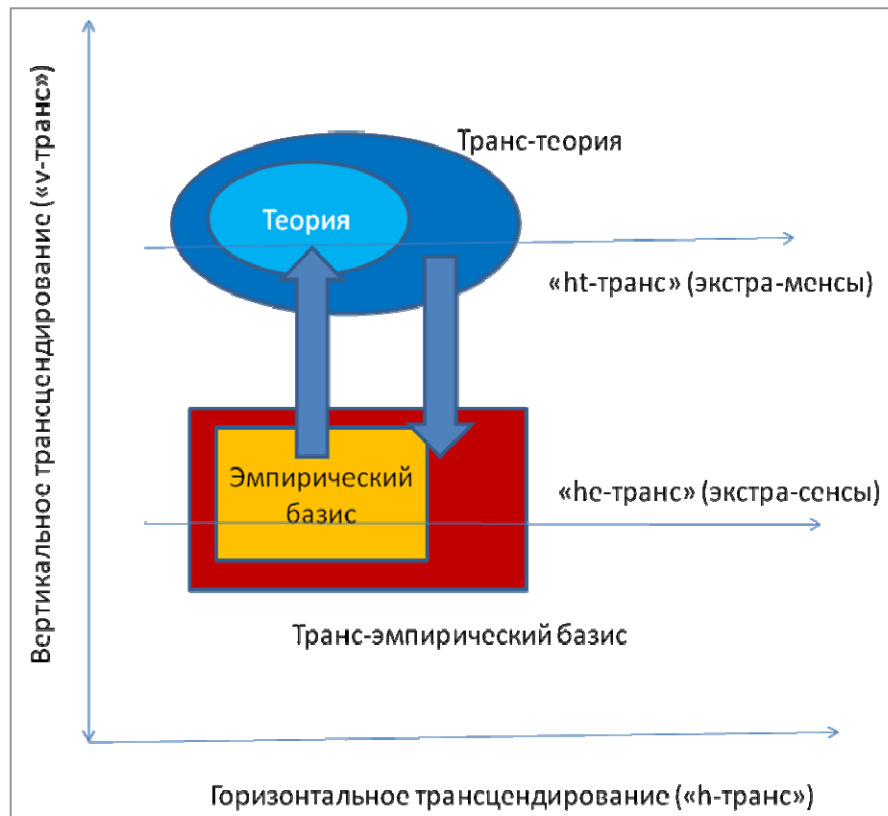 Вертикальное трансцендирование («v-транс»)
Транс-теория
Теория
«ht-транс» (экстра-менсы)
«he-транс» (экстра-сенсы)
Эмпирический
базис
Транс-эмпирический базис
Горизонтальное трансцендирование («h-транс»)